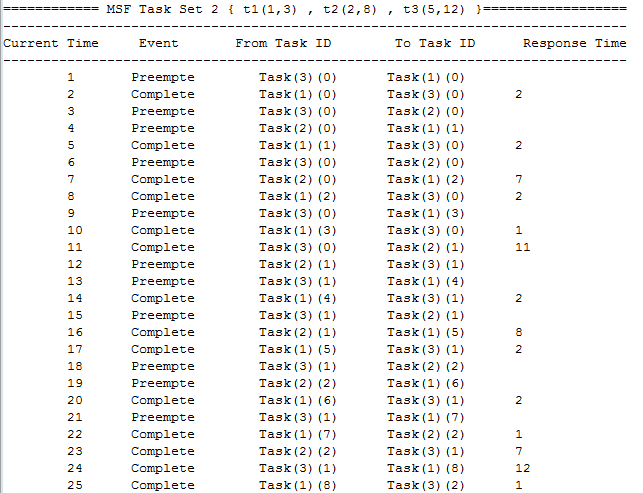 ============= MSF Task Set 2 { t1(1,3) , t2(2,8) , t3(5,12) }===================
--------------------------------------------------------------------------------
Current Time Event From Task ID To Task ID Response Time
--------------------------------------------------------------------------------
1 Preempte Task(3)(0) Task(1)(0)
2 Complete Task(1)(0) Task(3)(0) 2
3 Preempte Task(3)(0) Task(2)(0)
4 Preempte Task(2)(0) Task(1)(1)
5 Complete Task(1)(1) Task(3)(0) 2
6 Preempte Task(3)(0) Task(2)(0)
7 Complete Task(2)(0) Task(1)(2) 7
8 Complete Task(1)(2) Task(3)(0) 2
9 Preempte Task(3)(0) Task(1)(3)
10 Complete Task(1)(3) Task(3)(0) 1
11 Complete Task(3)(0) Task(2)(1) 11
12 Preempte Task(2)(1) Task(3)(1)
13 Preempte Task(3)(1) Task(1)(4)
14 Complete Task(1)(4) Task(3)(1) 2
15 Preempte Task(3)(1) Task(2)(1)
16 Complete Task(2)(1) Task(1)(5) 8
17 Complete Task(1)(5) Task(3)(1) 2
18 Preempte Task(3)(1) Task(2)(2)
19 Preempte Task(2)(2) Task(1)(6)
20 Complete Task(1)(6) Task(3)(1) 2
21 Preempte Task(3)(1) Task(1)(7)
22 Complete Task(1)(7) Task(2)(2) 1
23 Complete Task(2)(2) Task(3)(1) 7
24 Complete Task(3)(1) Task(1)(8) 12
25 Complete Task(1)(8) Task(3)(2) 1